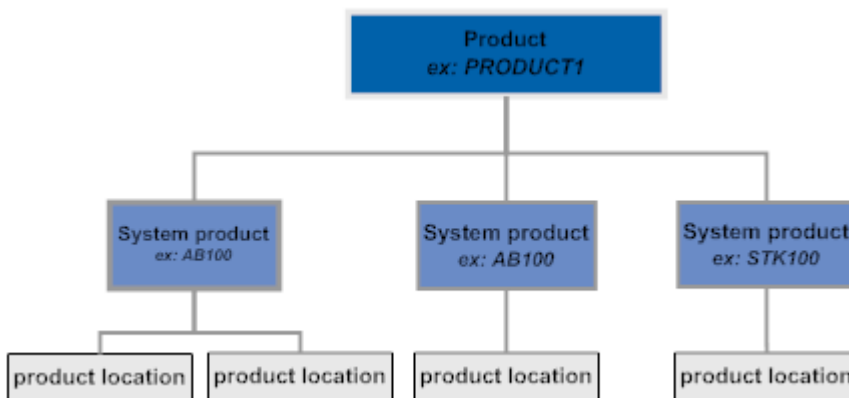 Product
ex: PRODUCT1
System product
ex: AB100
System product
ex: AB100
System product
ex: STK100
product location
product location
product location
product location